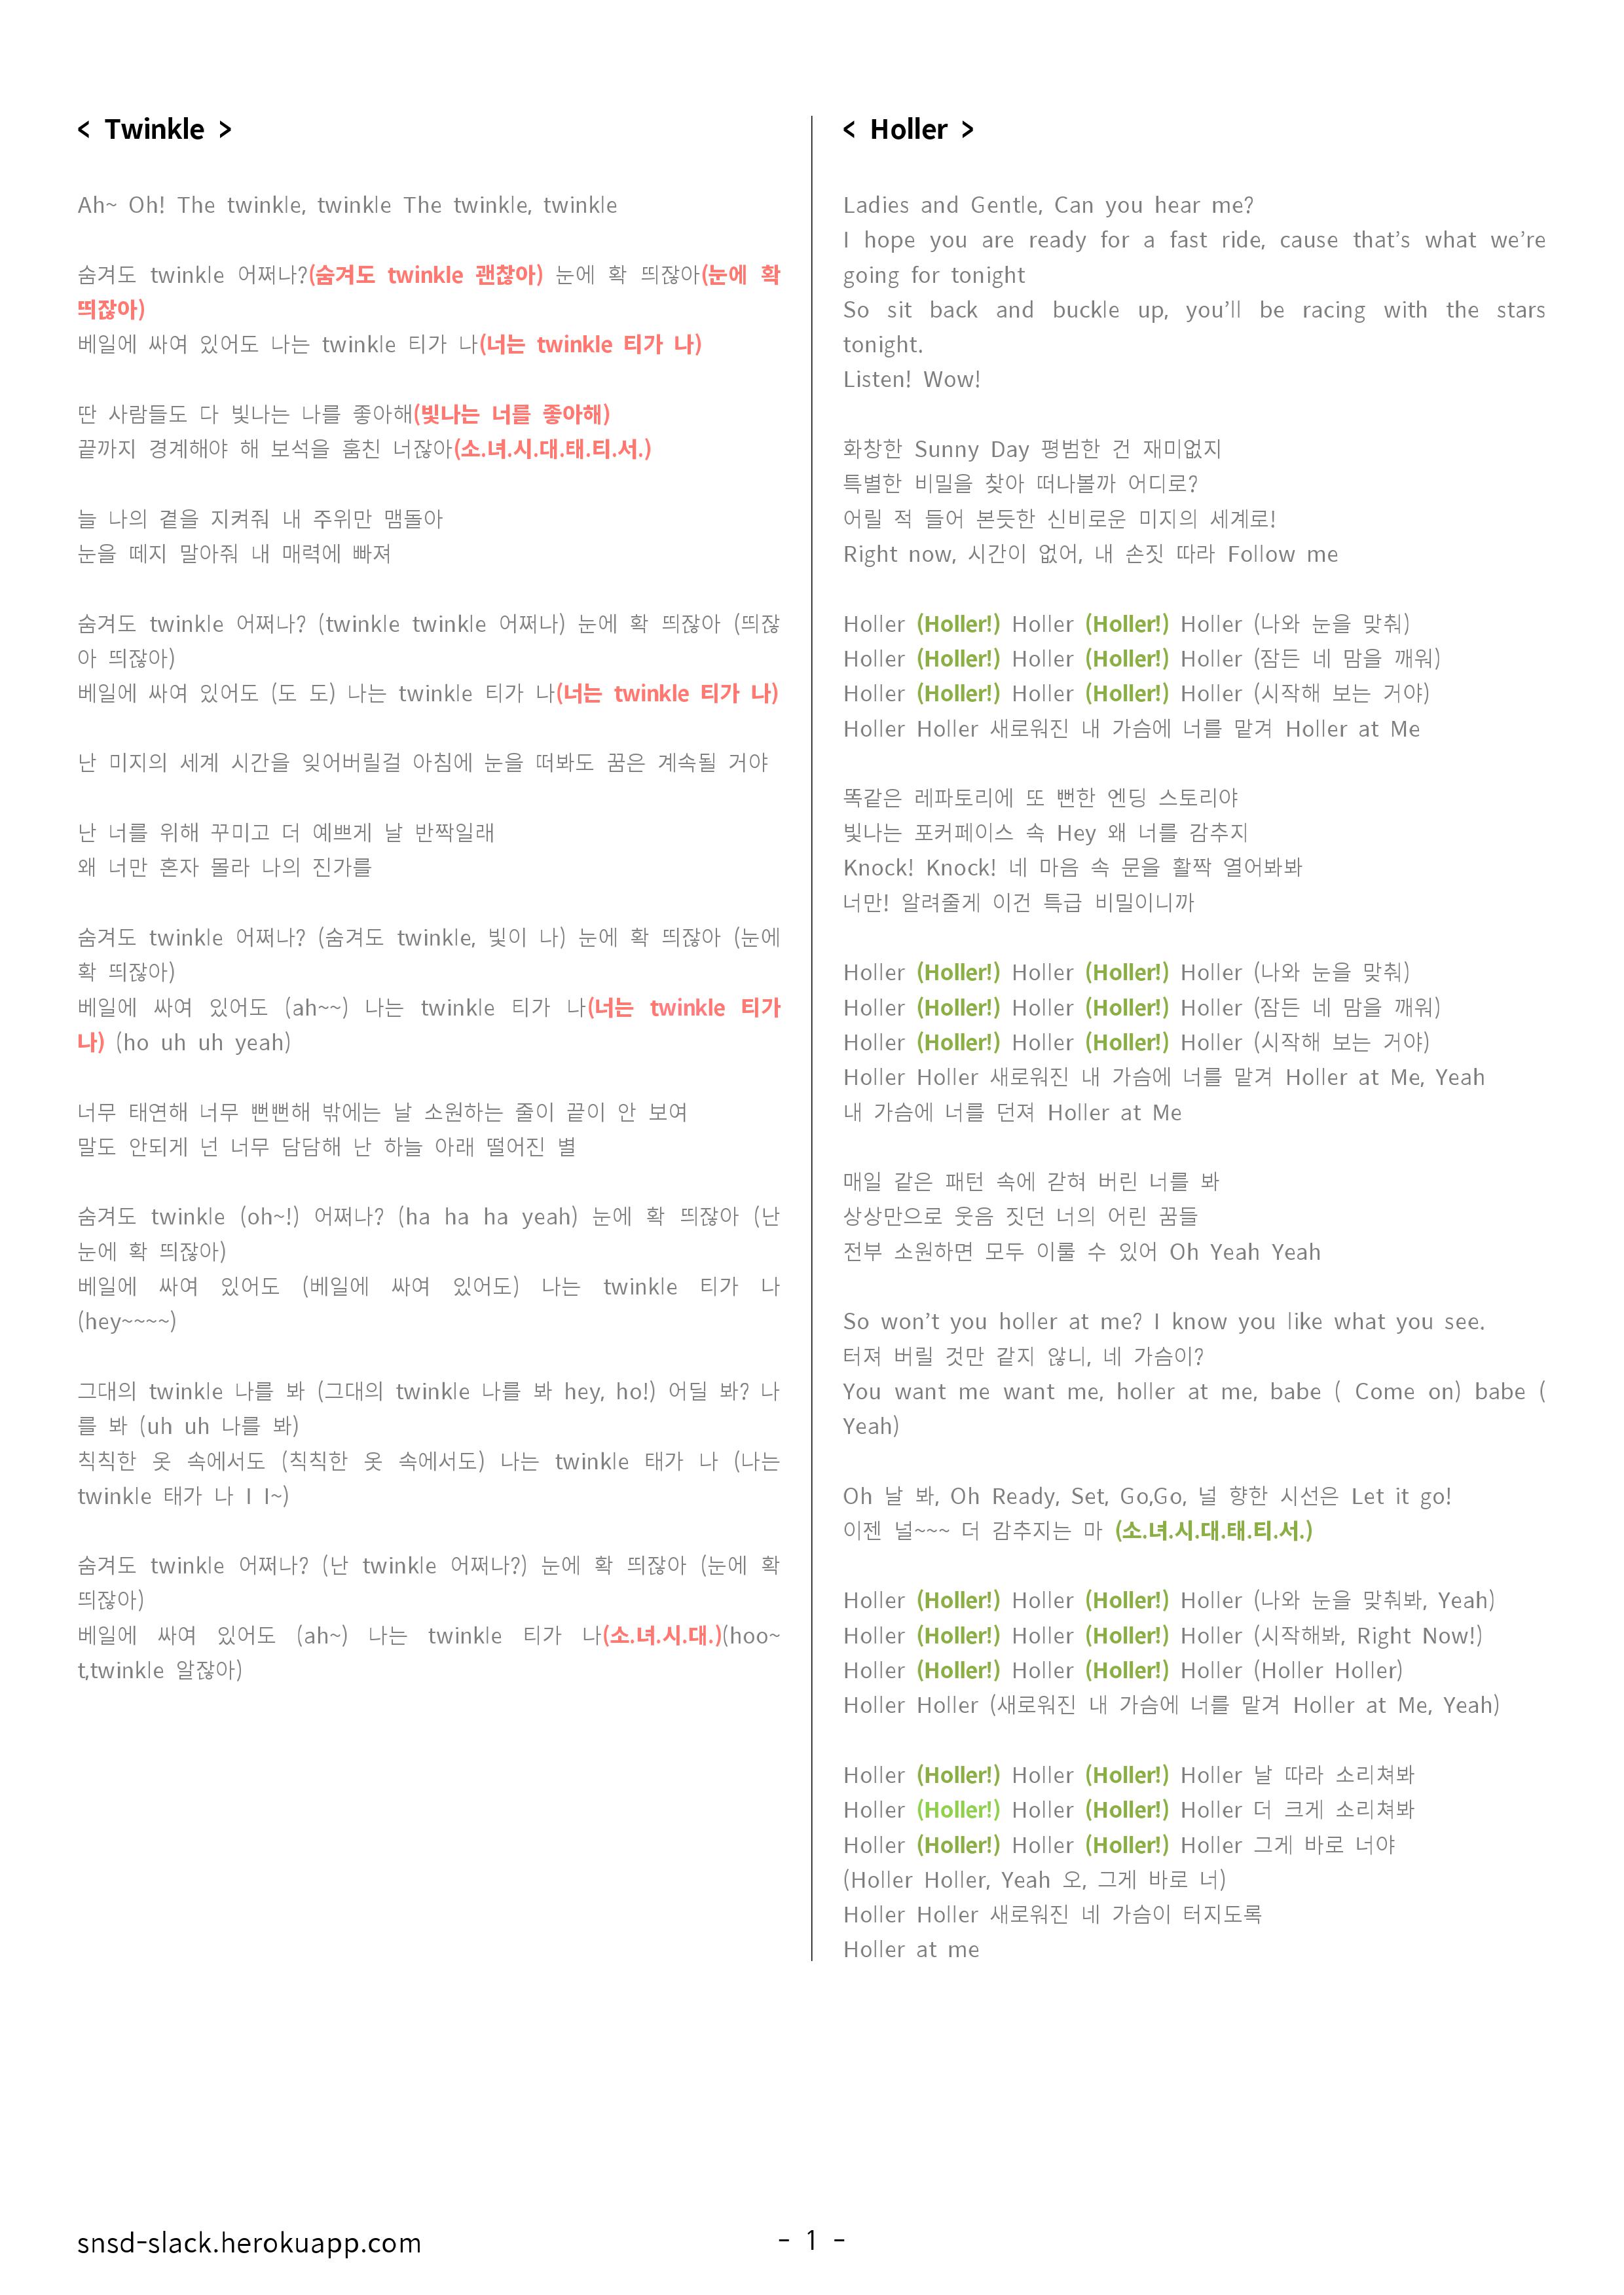 < Twinkle >
Ah~ Oh! The twinkle, twinkle The twinkle, twinkle
숨겨도 twinkle 어쩌나?(숨겨도 twinkle 괜찮아) 눈에 확 띄잖아(눈에 확
띄잖아)
베일에 싸여 있어도 나는 twinkle 티가 나(너는 twinkle 티가 나)
딴 사람들도 다 빛나는 나를 좋아해(빛나는 너를 좋아해)
끝까지 경계해야 해 보석을 훔친 너잖아(소.녀.시.대.태.티.서.)
늘 나의 곁을 지켜줘 내 주위만 맴돌아
눈을 떼지 말아줘 내 매력에 빠져
숨겨도 twinkle 어쩌나? (twinkle twinkle 어쩌나) 눈에 확 띄잖아 (띄잖
아 띄잖아)
베일에 싸여 있어도 (도 도) 나는 twinkle 티가 나(너는 twinkle 티가 나)
난 미지의 세계 시간을 잊어버릴걸 아침에 눈을 떠봐도 꿈은 계속될 거야
난 너를 위해 꾸미고 더 예쁘게 날 반짝일래
왜 너만 혼자 몰라 나의 진가를
숨겨도 twinkle 어쩌나? (숨겨도 twinkle, 빛이 나) 눈에 확 띄잖아 (눈에
확 띄잖아)
베일에 싸여 있어도 (ah~~) 나는 twinkle 티가 나(너는 twinkle 티가
나) (ho uh uh yeah)
너무 태연해 너무 뻔뻔해 밖에는 날 소원하는 줄이 끝이 안 보여
말도 안되게 넌 너무 담담해 난 하늘 아래 떨어진 별
숨겨도 twinkle (oh~!) 어쩌나? (ha ha ha yeah) 눈에 확 띄잖아 (난
눈에 확 띄잖아)
베일에 싸여 있어도 (베일에 싸여 있어도) 나는 twinkle 티가 나
(hey~~~~)
그대의 twinkle 나를 봐 (그대의 twinkle 나를 봐 hey, ho!) 어딜 봐? 나
를 봐 (uh uh 나를 봐)
칙칙한 옷 속에서도 (칙칙한 옷 속에서도) 나는 twinkle 태가 나 (나는
twinkle 태가 나 I I~)
숨겨도 twinkle 어쩌나? (난 twinkle 어쩌나?) 눈에 확 띄잖아 (눈에 확
띄잖아)
베일에 싸여 있어도 (ah~) 나는 twinkle 티가 나(소.녀.시.대.)(hoo~
t,twinkle 알잖아)
< Holler >
Ladies and Gentle, Can you hear me?
I hope you are ready for a fast ride, cause that’s what we’re
going for tonight
So sit back and buckle up, you’ll be racing with the stars
tonight.
Listen! Wow!
화창한 Sunny Day 평범한 건 재미없지
특별한 비밀을 찾아 떠나볼까 어디로?
어릴 적 들어 본듯한 신비로운 미지의 세계로!
Right now, 시간이 없어, 내 손짓 따라 Follow me
Holler (Holler!) Holler (Holler!) Holler (나와 눈을 맞춰)
Holler (Holler!) Holler (Holler!) Holler (잠든 네 맘을 깨워)
Holler (Holler!) Holler (Holler!) Holler (시작해 보는 거야)
Holler Holler 새로워진 내 가슴에 너를 맡겨 Holler at Me
똑같은 레파토리에 또 뻔한 엔딩 스토리야
빛나는 포커페이스 속 Hey 왜 너를 감추지
Knock! Knock! 네 마음 속 문을 활짝 열어봐봐
너만! 알려줄게 이건 특급 비밀이니까
Holler (Holler!) Holler (Holler!) Holler (나와 눈을 맞춰)
Holler (Holler!) Holler (Holler!) Holler (잠든 네 맘을 깨워)
Holler (Holler!) Holler (Holler!) Holler (시작해 보는 거야)
Holler Holler 새로워진 내 가슴에 너를 맡겨 Holler at Me, Yeah
내 가슴에 너를 던져 Holler at Me
매일 같은 패턴 속에 갇혀 버린 너를 봐
상상만으로 웃음 짓던 너의 어린 꿈들
전부 소원하면 모두 이룰 수 있어 Oh Yeah Yeah
So won’t you holler at me? I know you like what you see.
터져 버릴 것만 같지 않니, 네 가슴이?
You want me want me, holler at me, babe ( Come on) babe (
Yeah)
Oh 날 봐, Oh Ready, Set, Go,Go, 널 향한 시선은 Let it go!
이젠 널~~~ 더 감추지는 마 (소.녀.시.대.태.티.서.)
Holler (Holler!) Holler (Holler!) Holler (나와 눈을 맞춰봐, Yeah)
Holler (Holler!) Holler (Holler!) Holler (시작해봐, Right Now!)
Holler (Holler!) Holler (Holler!) Holler (Holler Holler)
Holler Holler (새로워진 내 가슴에 너를 맡겨 Holler at Me, Yeah)
Holler (Holler!) Holler (Holler!) Holler 날 따라 소리쳐봐
Holler (Holler!) Holler (Holler!) Holler 더 크게 소리쳐봐
Holler (Holler!) Holler (Holler!) Holler 그게 바로 너야
(Holler Holler, Yeah 오, 그게 바로 너)
Holler Holler 새로워진 네 가슴이 터지도록
Holler at me
snsd-slack.herokuapp.com
- 1 -